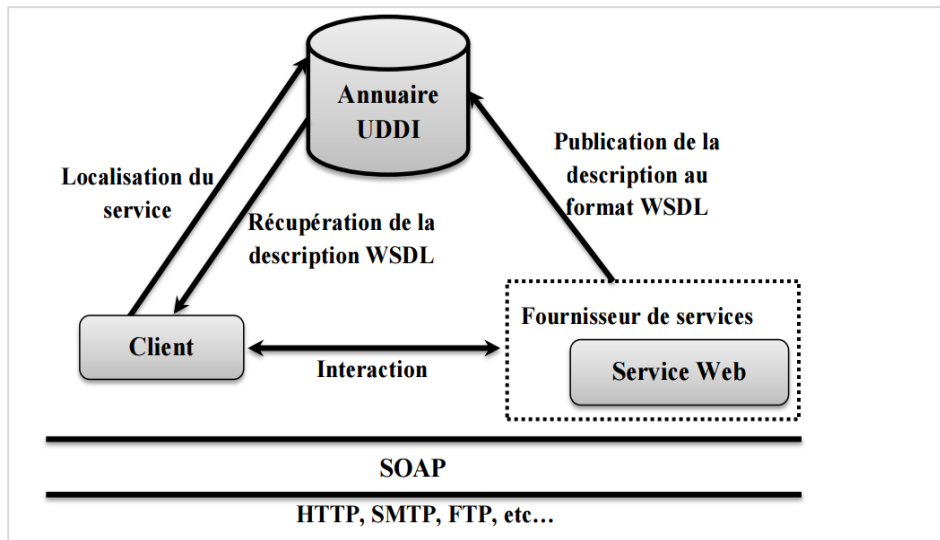 Annuaire
UDDI
Localisation du
service
Récupération de la
description WSDL
Publication de la
description au
format WSDL
Client
Interaction
Fournisseur de services
Service Web
SOAP
HTTP, SMTP, FTP, etc…